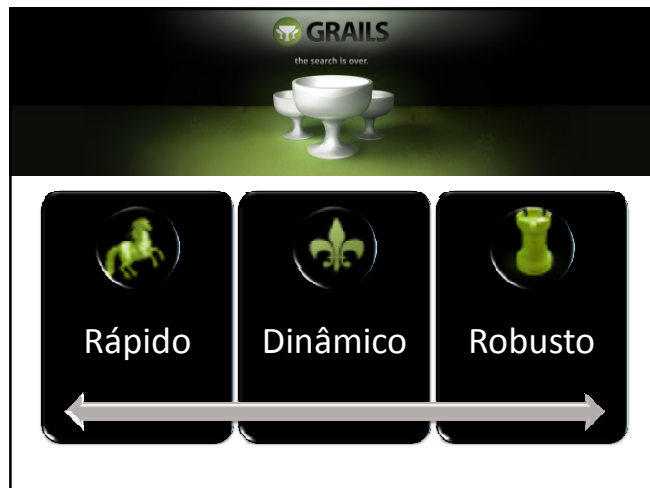 GRAILS
the search is over.
Rápido
Dinâmico
Robusto